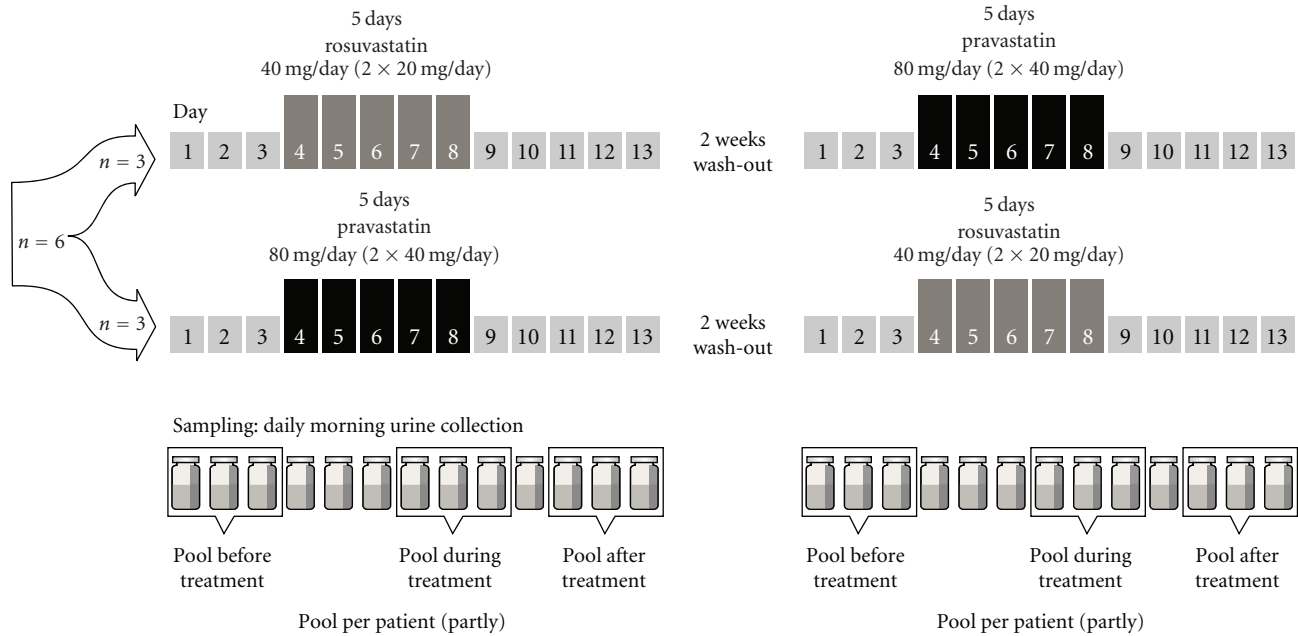 5 days
rosuvastatin
40 mg/day (2 × 20 mg/day)
5 days
pravastatin
80 mg/day (2 × 40 mg/day)
Day
n = 3
1 2 3 4 5 6 7 8 9 10 11 12 13
2 weeks
wash-out
1 2 3 4 5 6 7 8 9 10 11 12 13
n = 6
5 days
pravastatin
80 mg/day (2 × 40 mg/day)
5 days
rosuvastatin
40 mg/day (2 × 20 mg/day)
n = 3
1 2 3 4 5 6 7 8 9 10 11 12 13
2 weeks
wash-out
1 2 3 4 5 6 7 8 9 10 11 12 13
Sampling: daily morning urine collection
Pool before
treatment
Pool during
treatment
Pool after
treatment
Pool before
treatment
Pool during
treatment
Pool after
treatment
Pool per patient (partly)
Pool per patient (partly)